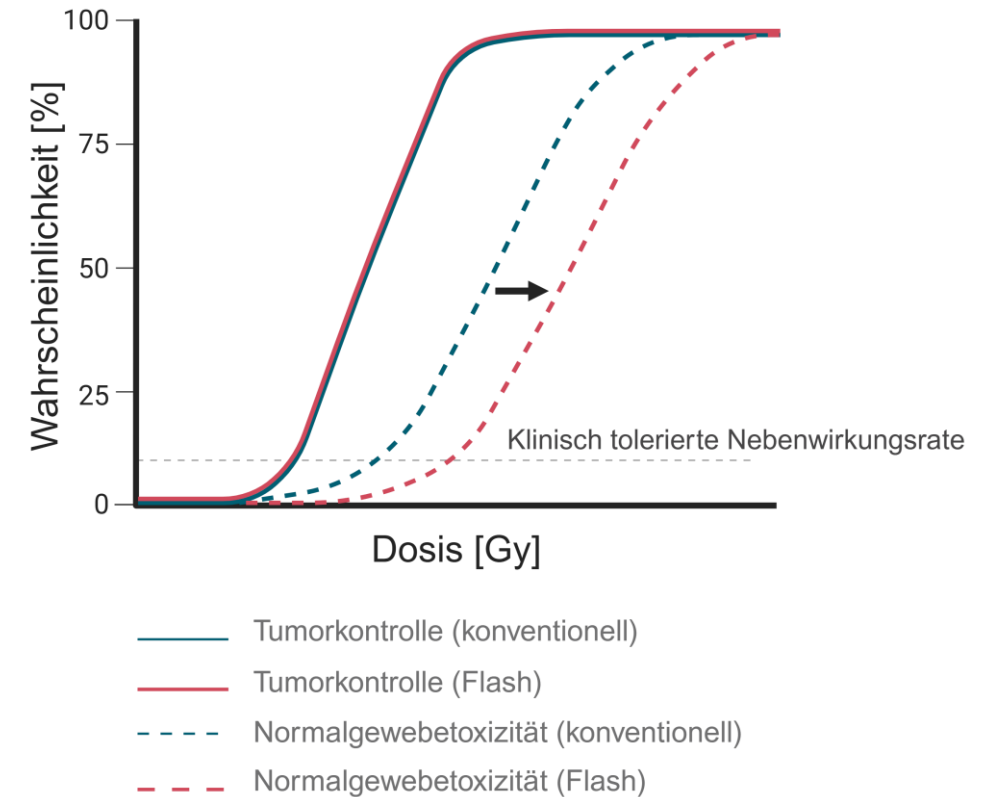 100
75
50
25
0
Wahrscheinlichkeit [%]
Klinisch tolerierte Nebenwirkungsrate
Dosis [Gy]
Tumorkontrolle (konventionell)
Tumorkontrolle (Flash)
Normalgewebetoxizität (konventionell)
Normalgewebetoxizität (Flash)